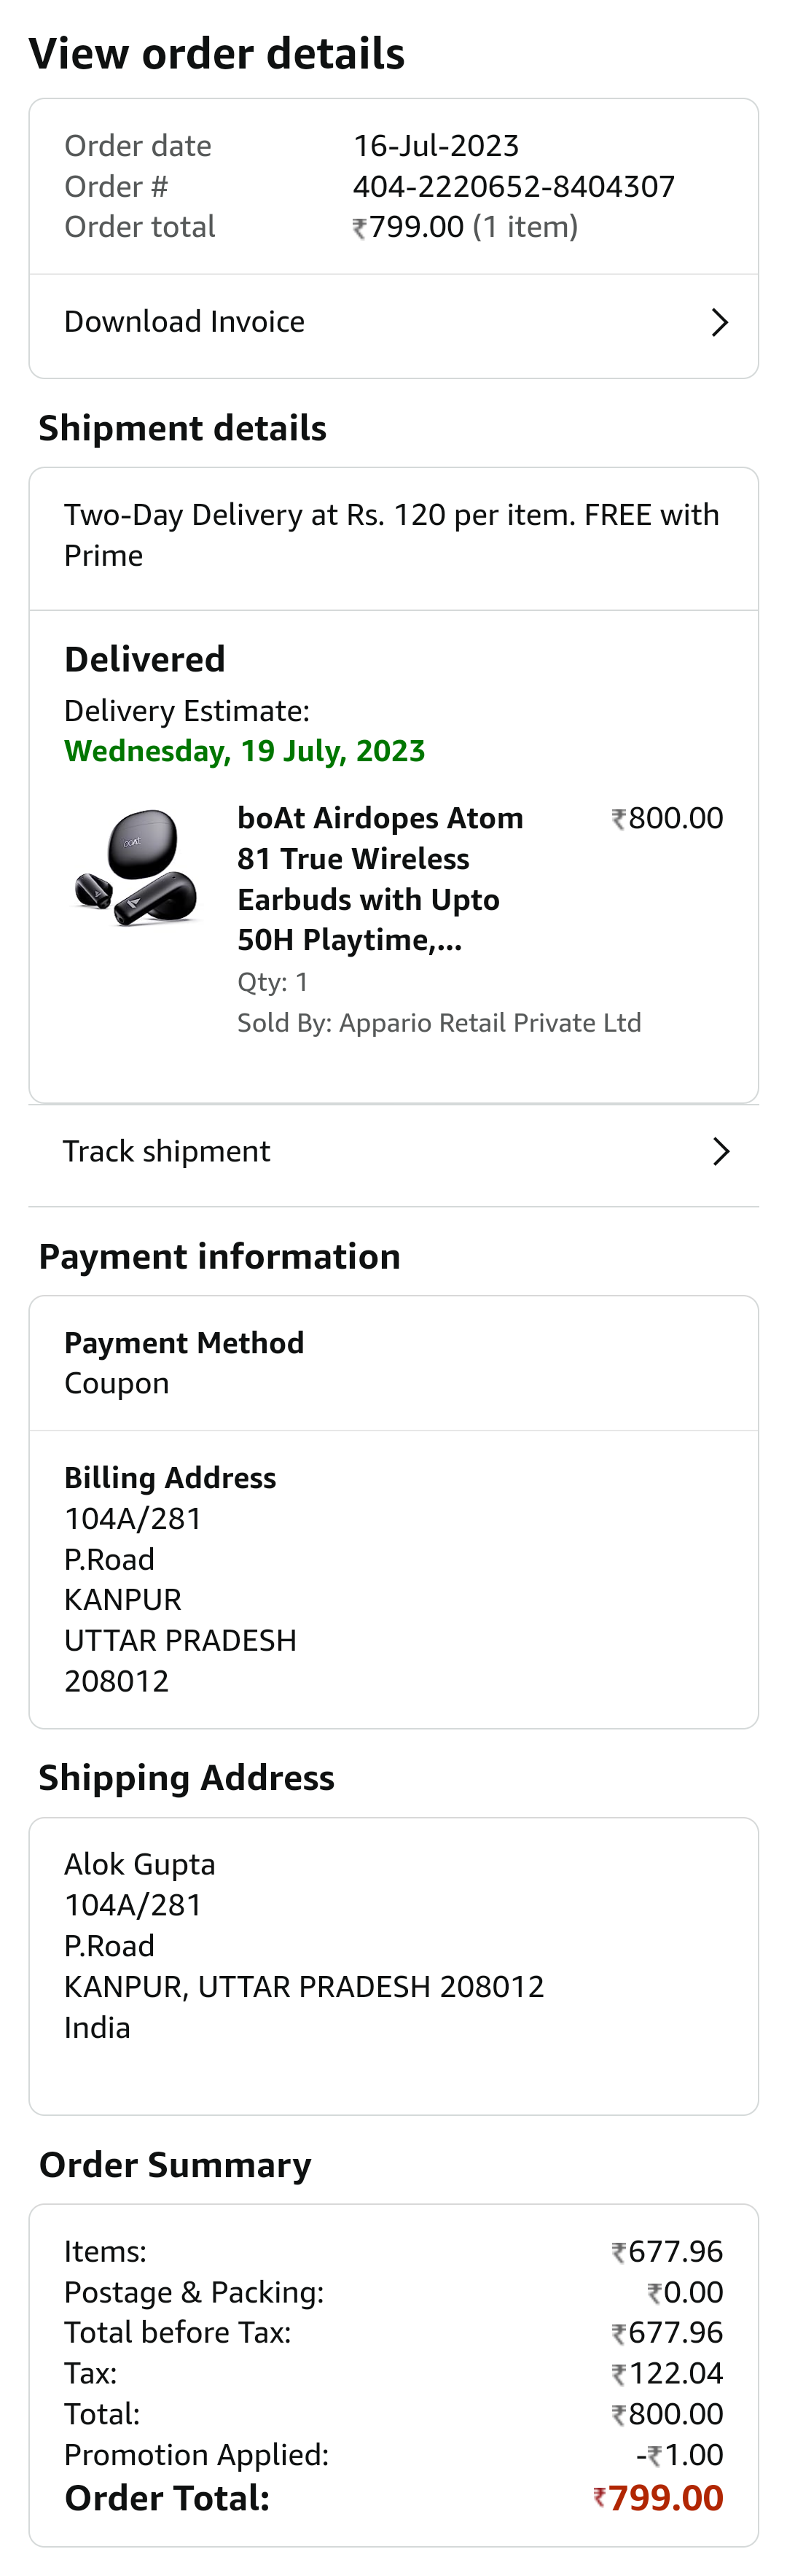 View order details
Order date 16-Jul-2023
Order # 404-2220652-8404307
Order total ₹799.00 (1 item)
Download Invoice
Shipment details
Two-Day Delivery at Rs. 120 per item. FREE with
Prime
Delivered
Delivery Estimate:
Wednesday, 19 July, 2023
boAt
boAt Airdopes Atom ₹800.00
81 True Wireless
Earbuds with Upto
50H Playtime,...
Qty: 1
Sold By: Appario Retail Private Ltd
Track shipment
Payment information
Payment Method
Coupon
Billing Address
104A/281
P.Road
KANPUR
UTTAR PRADESH
208012
Shipping Address
Alok Gupta
104A/281
P.Road
KANPUR, UTTAR PRADESH 208012
India
Order Summary
Items: ₹677.96
Postage & Packing: ₹0.00
Total before Tax: ₹677.96
Tax: ₹122.04
Total: ₹800.00
Promotion Applied: -₹1.00
Order Total: ₹799.00